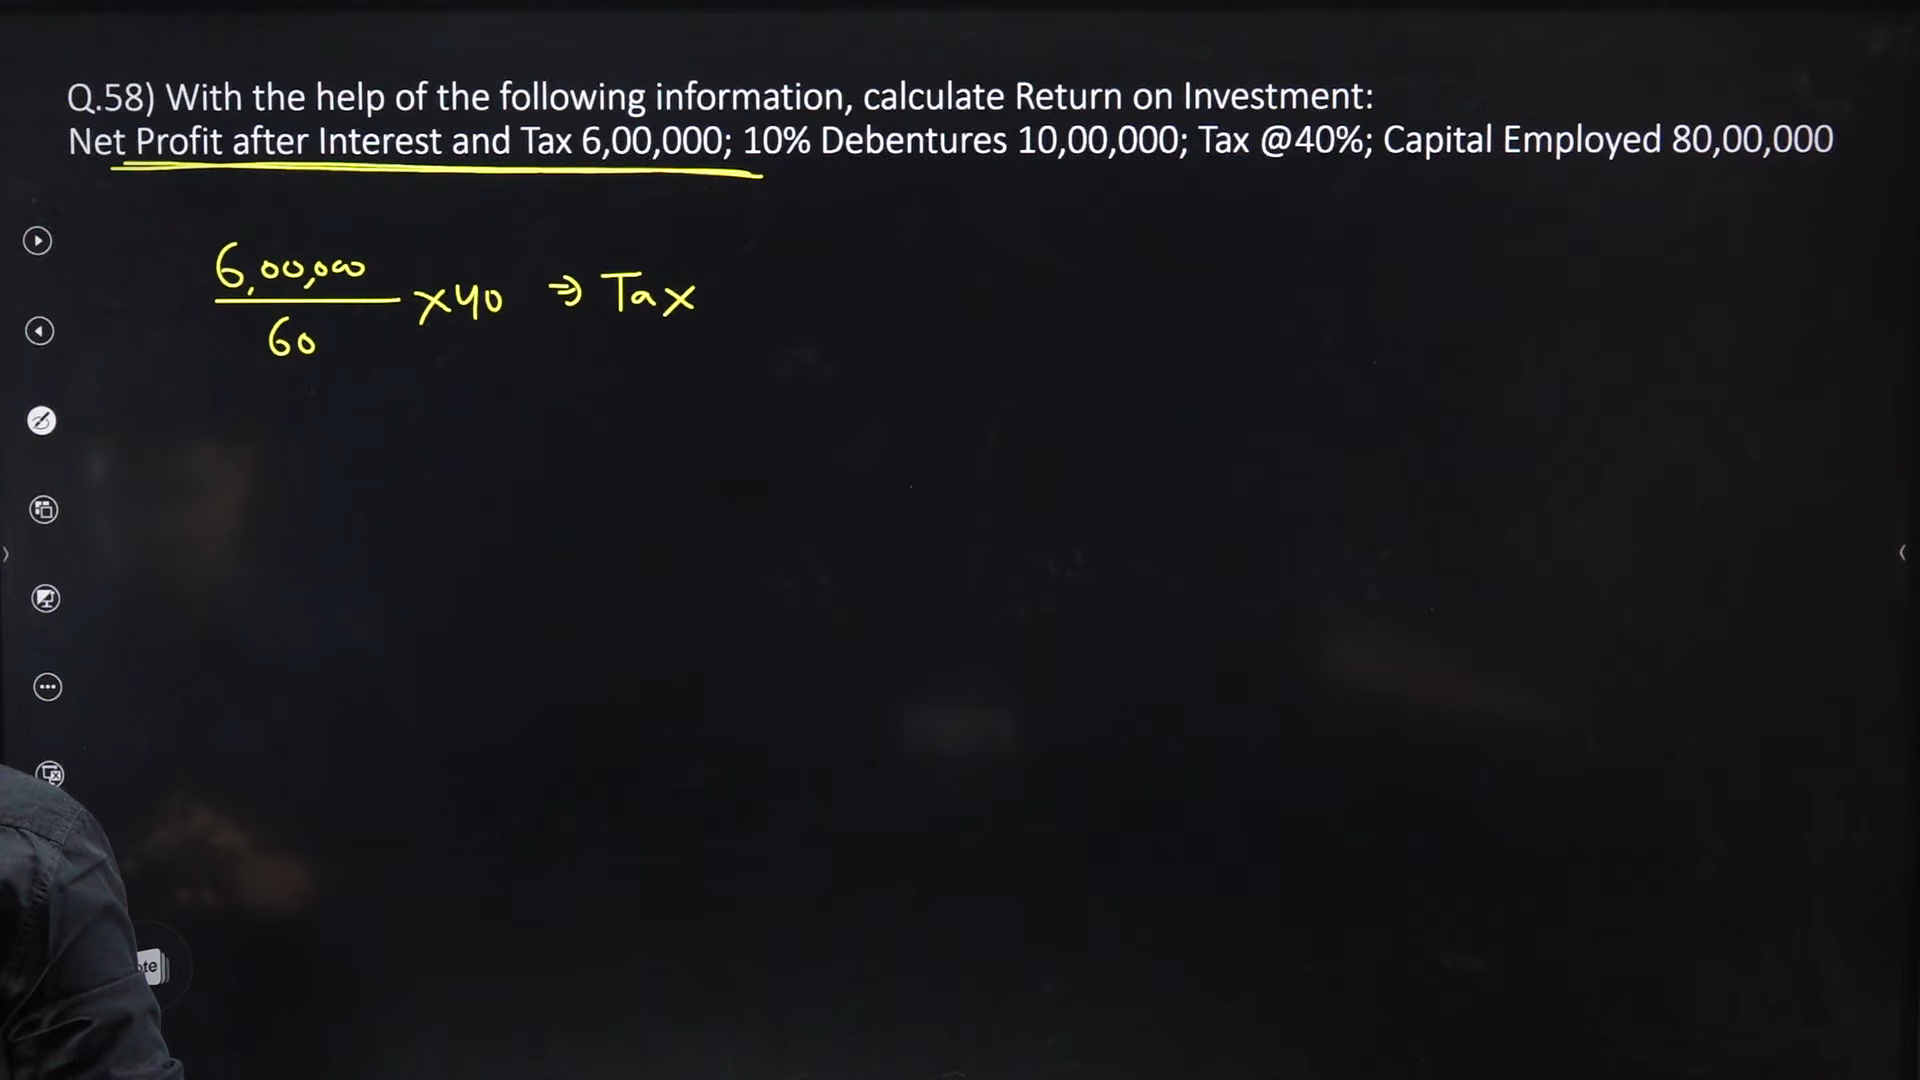 Q.58) With the help of the following information, calculate Return on Investment:
Net Profit after Interest and Tax 6,00,000; 10% Debentures 10,00,000; Tax @40%; Capital Employed 80,00,000
6,00,000
60
×40 ⇒ Tax
ote